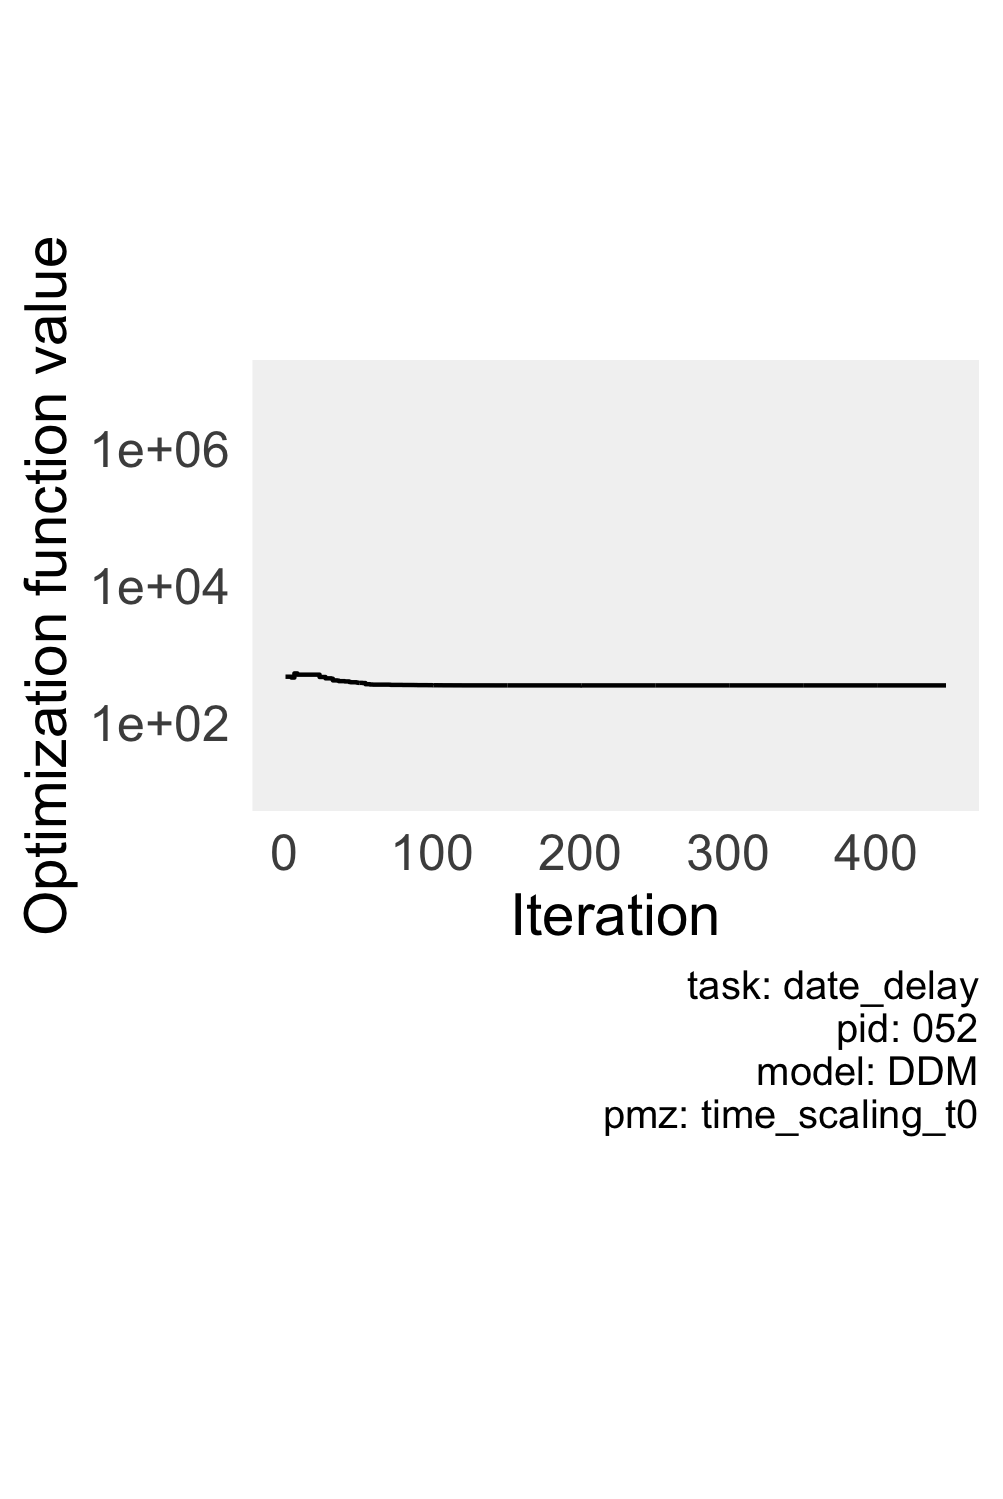 Optimization function value
1e+06
1e+04
1e+02
0 100 200 300 400
Iteration
task: date_delay
pid: 052
model: DDM
pmz: time_scaling_t0